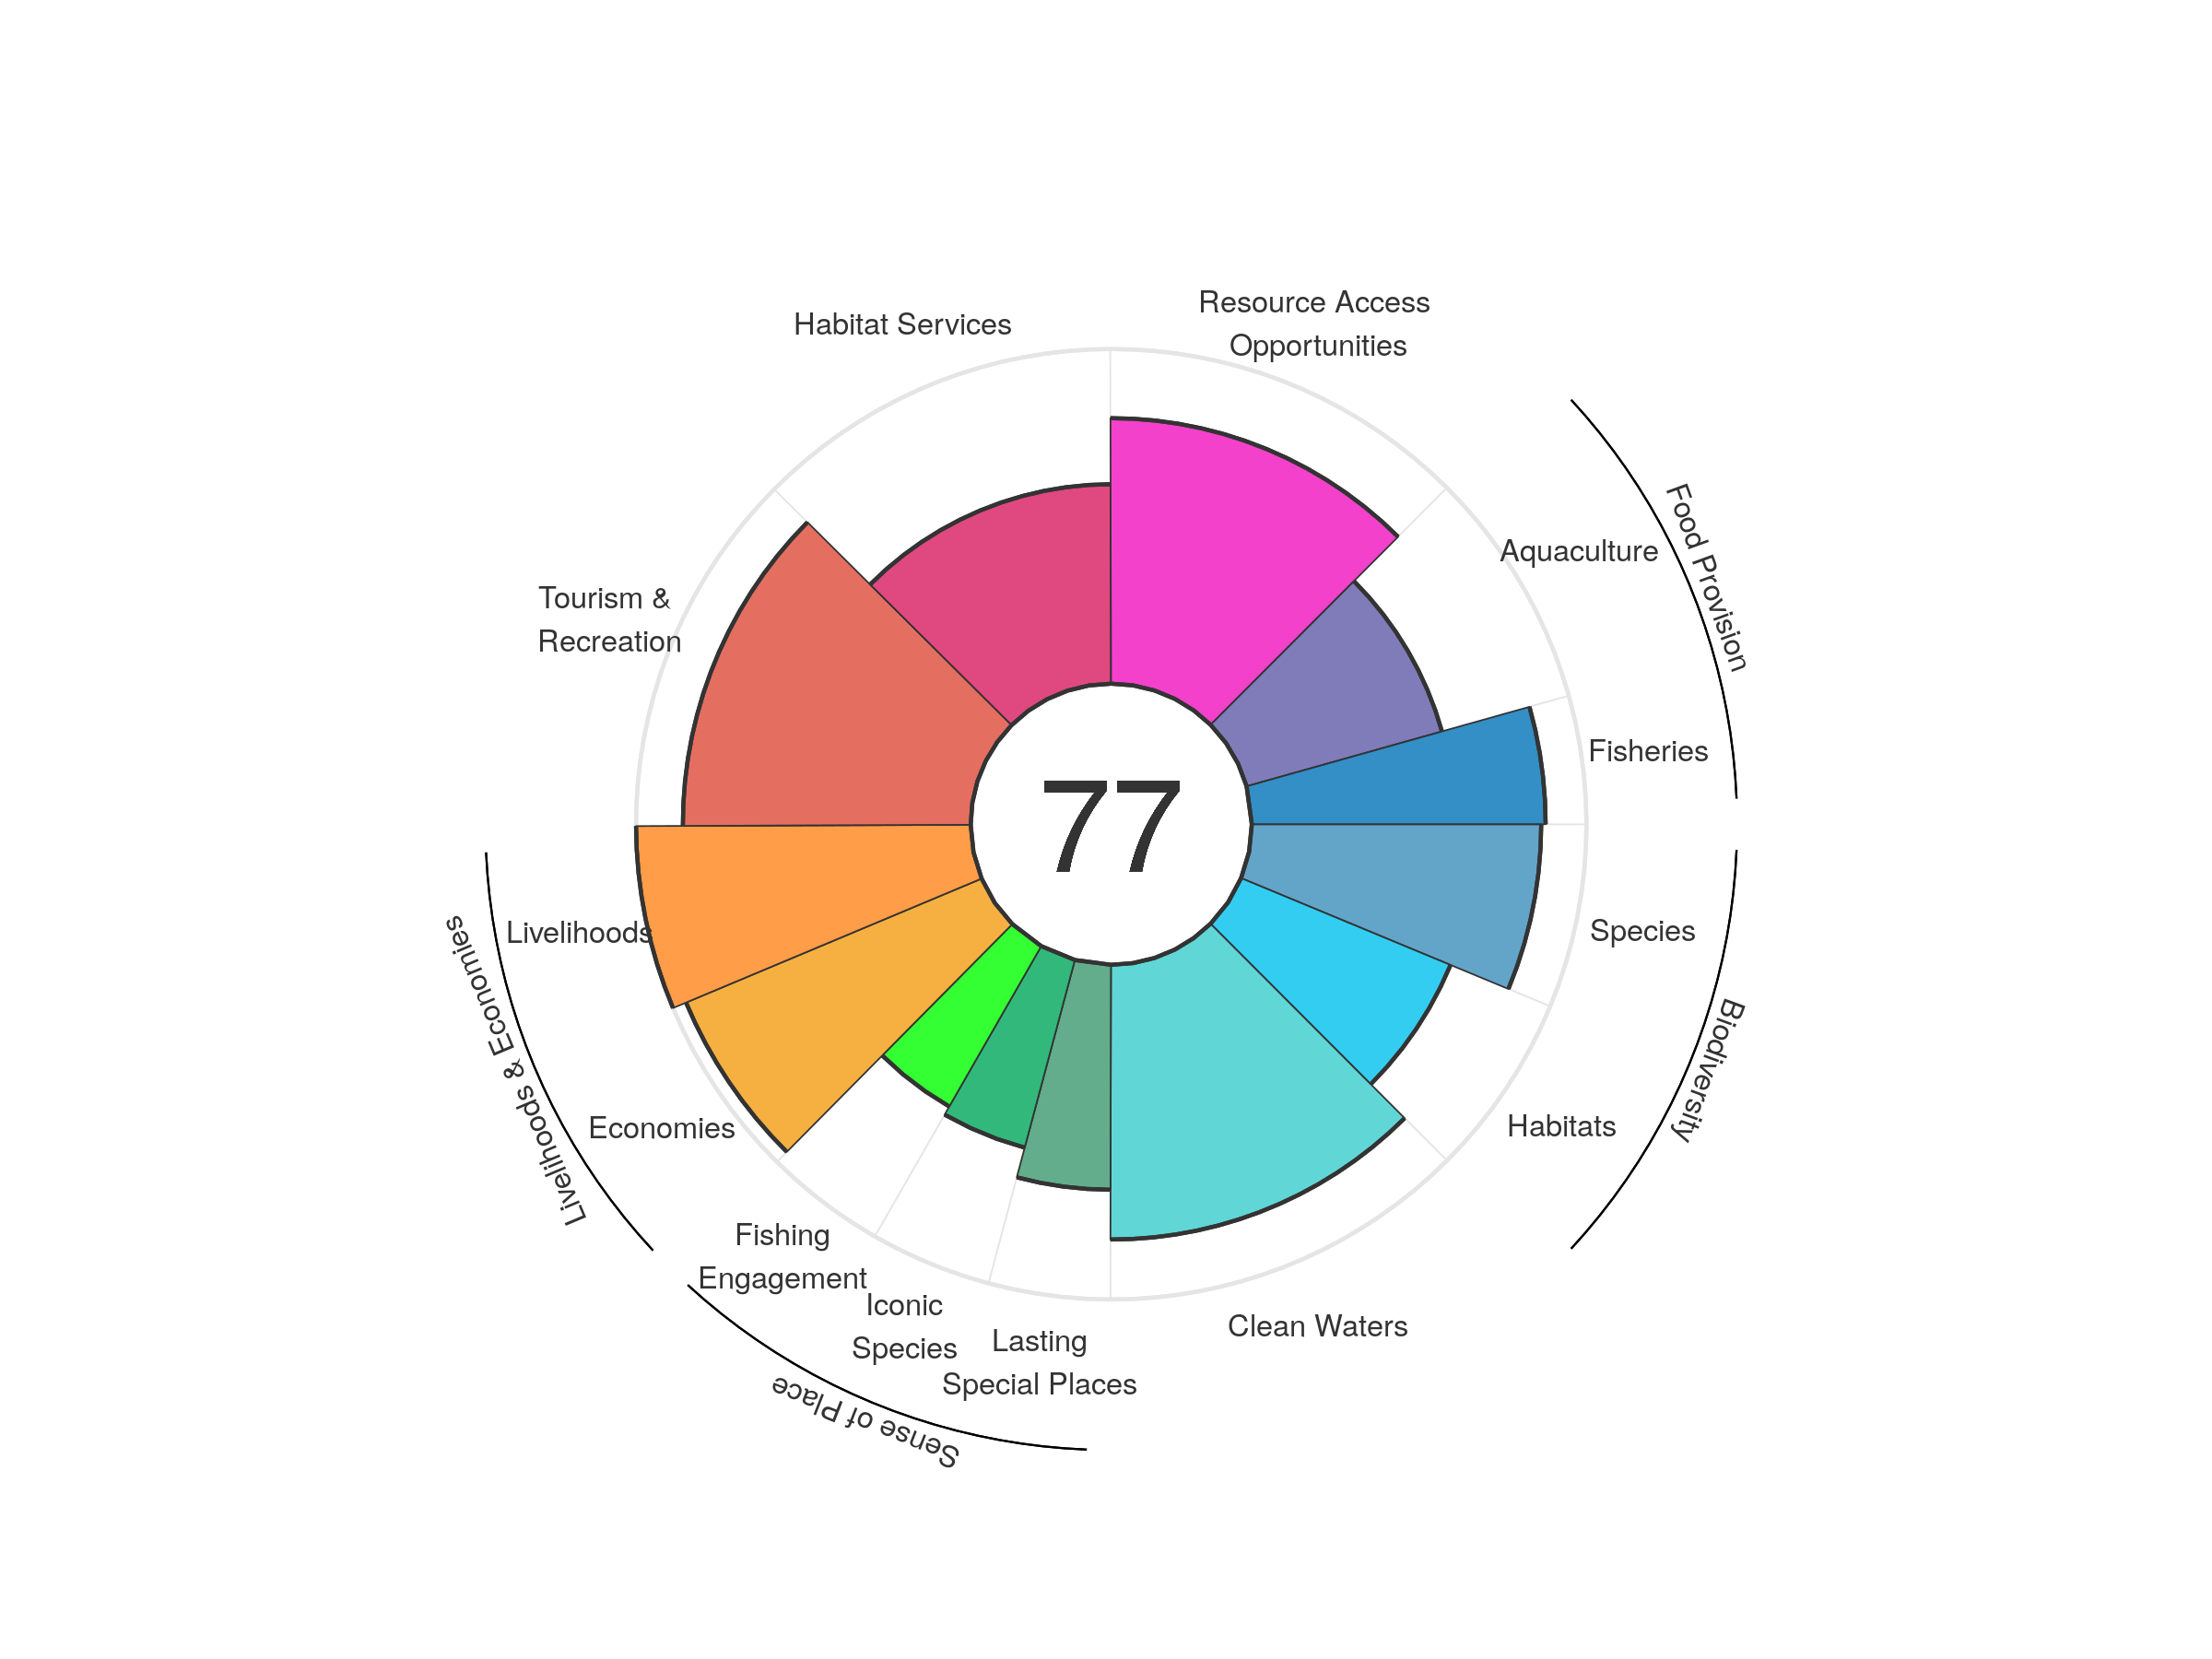 Resource Access
Opportunities
Habitat Services
Food Provision
Aquaculture
Tourism &
Recreation
Fisheries
77
Species
Livelihoods
Livelihoods & Economies
Biodiversity
Habitats
Economies
Fishing
Engagement
Iconic
Species
Lasting
Special Places
Clean Waters
Sense of Place